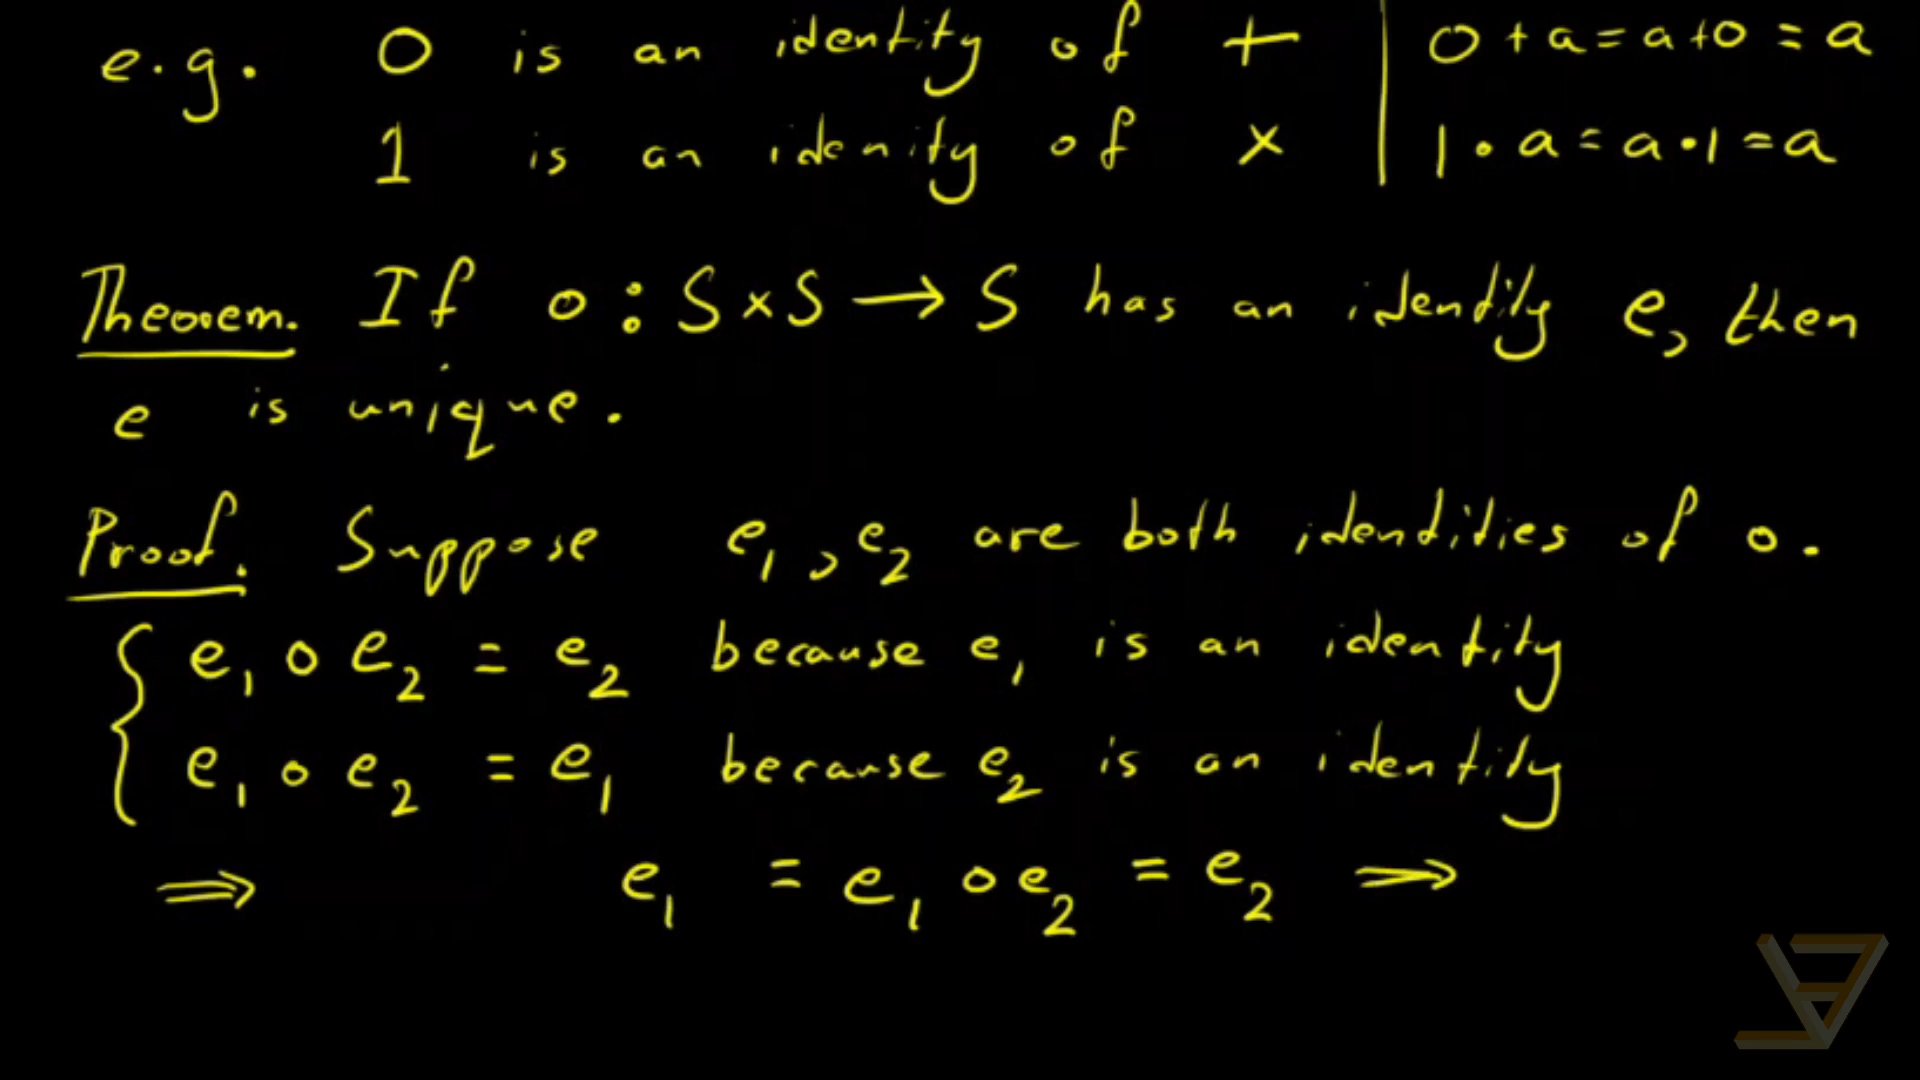 e.g. 0 is an identity of + | 0 + a = a + 0 = a
1 is an idenity of × | 1 · a = a · 1 = a
Theorem. If o : S × S → S has an identity e, then
e is unique.
Proof. Suppose e₁, e₂ are both identities of o.
{ e₁ o e₂ = e₂ because e₁ is an identity
e₁ o e₂ = e₁ because e₂ is an identity
⇒ e₁ = e₁ o e₂ = e₂ ⇒